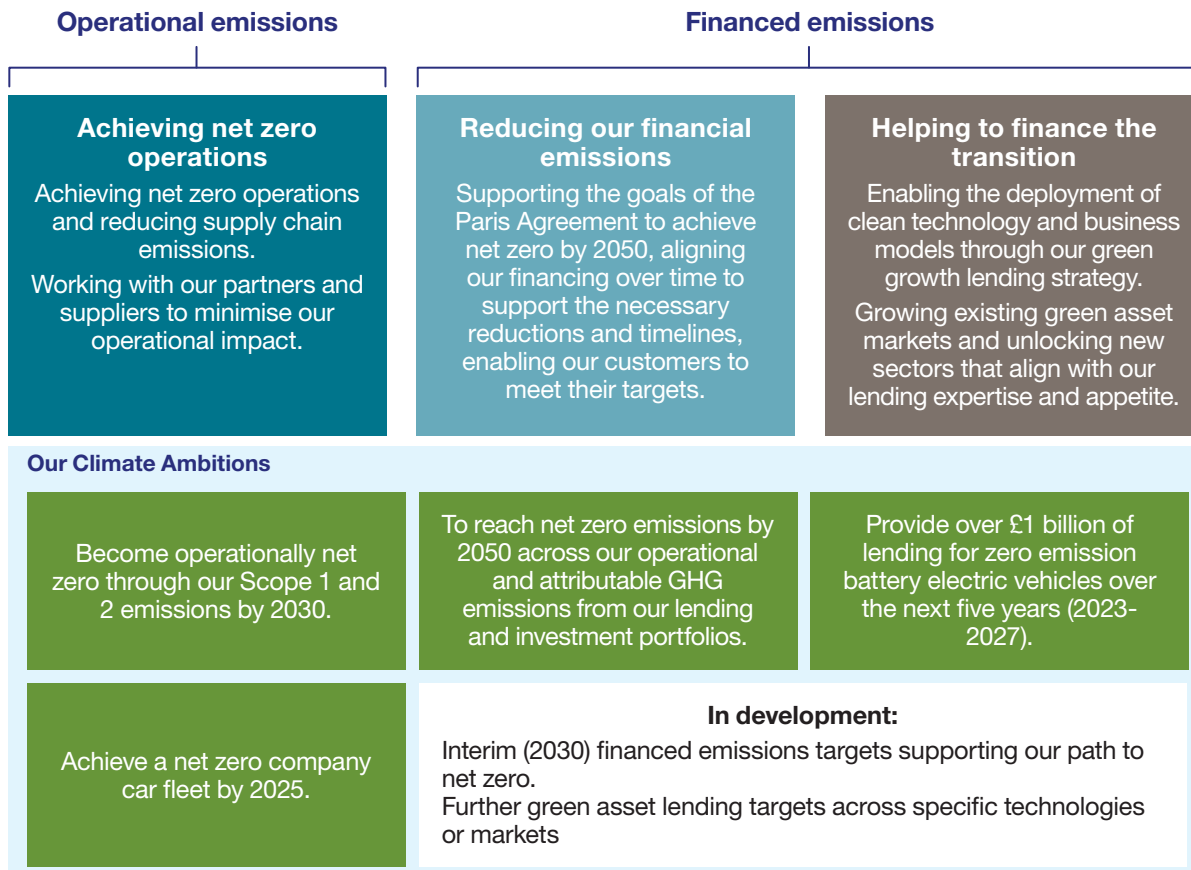 Operational emissions
Financed emissions
Achieving net zero
operations
Achieving net zero operations
and reducing supply chain
emissions.
Working with our partners and
suppliers to minimise our
operational impact.
Reducing our financial
emissions
Supporting the goals of the
Paris Agreement to achieve
net zero by 2050, aligning
our financing over time to
support the necessary
reductions and timelines,
enabling our customers to
meet their targets.
Helping to finance the
transition
Enabling the deployment of
clean technology and business
models through our green
growth lending strategy.
Growing existing green asset
markets and unlocking new
sectors that align with our
lending expertise and appetite.
Our Climate Ambitions
Become operationally net
zero through our Scope 1 and
2 emissions by 2030.
To reach net zero emissions by
2050 across our operational
and attributable GHG
emissions from our lending
and investment portfolios.
Provide over £1 billion of
lending for zero emission
battery electric vehicles over
the next five years (2023-
2027).
Achieve a net zero company
car fleet by 2025.
In development:
Interim (2030) financed emissions targets supporting our path to
net zero.
Further green asset lending targets across specific technologies
or markets